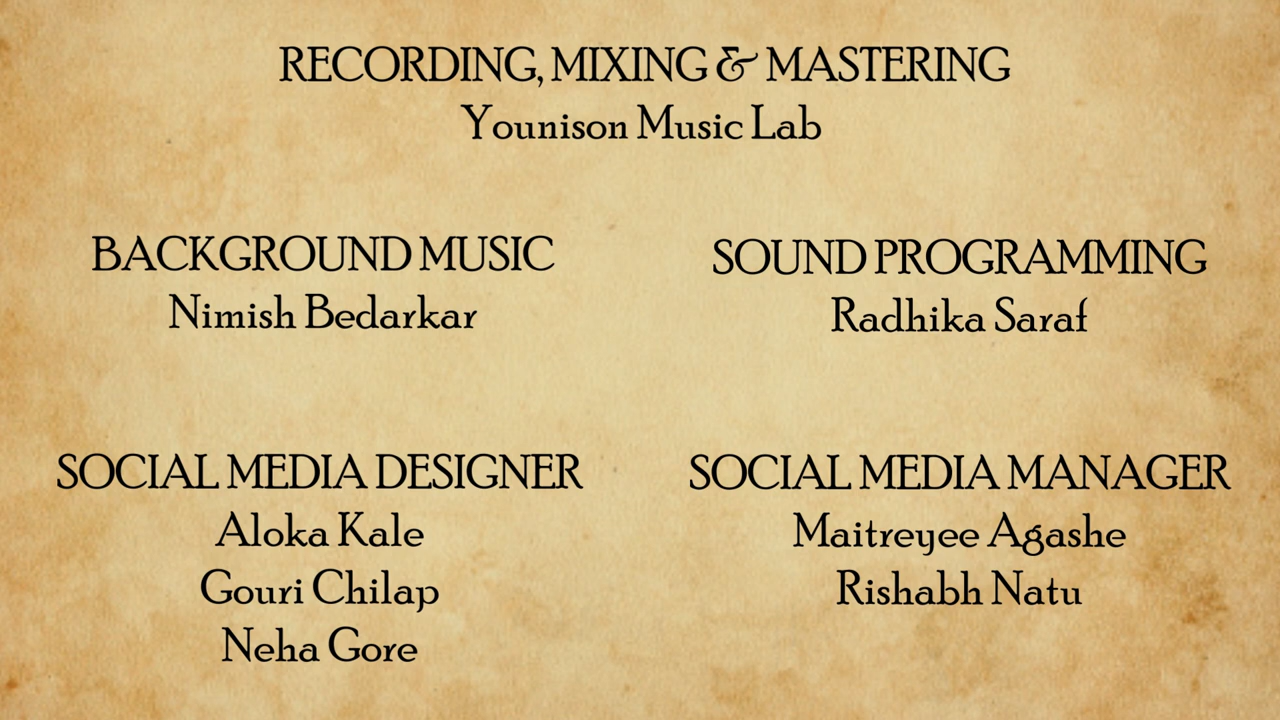 RECORDING, MIXING & MASTERING
Younison Music Lab
BACKGROUND MUSIC
Nimish Bedarkar
SOUND PROGRAMMING
Radhika Saraf
SOCIAL MEDIA DESIGNER
Aloka Kale
Gouri Chilap
Neha Gore
SOCIAL MEDIA MANAGER
Maitreyee Agashe
Rishabh Natu